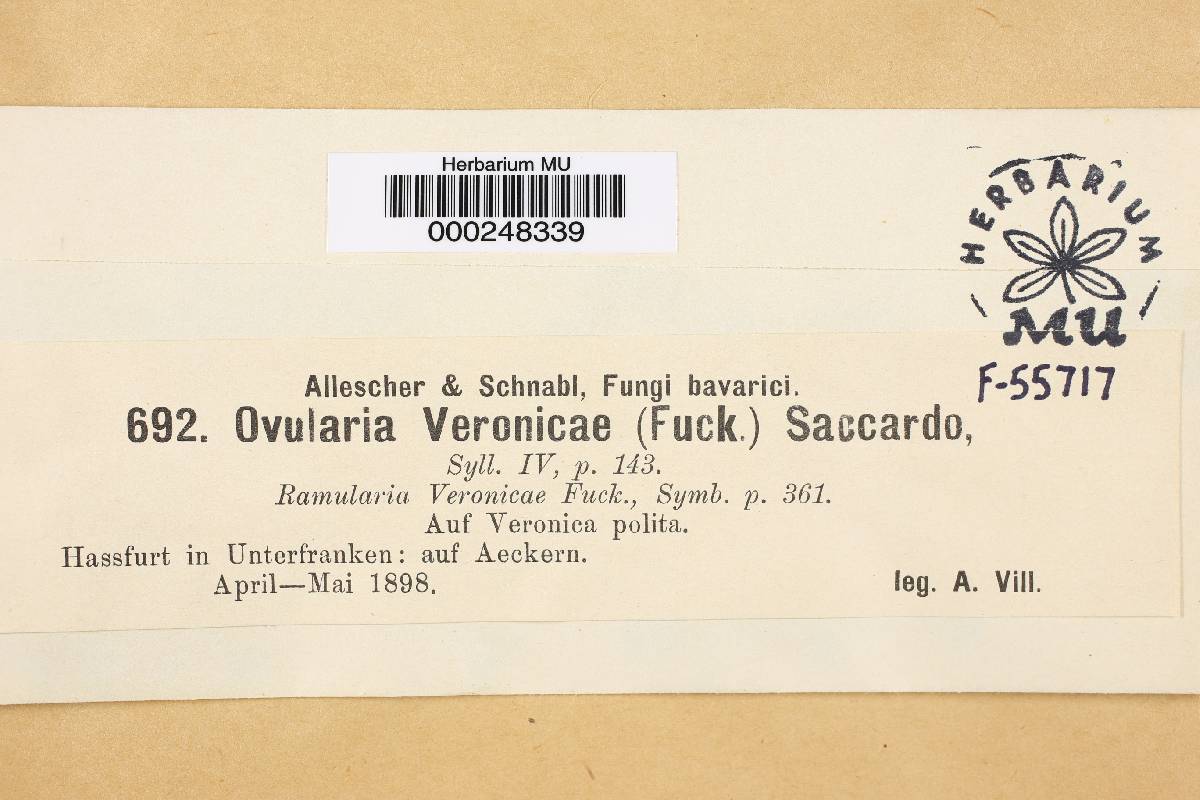 Herbarium MU
000248339
HERBARIUM
MU
F-55717
Allescher & Schnabl, Fungi bavarici.
692. Ovularia Veronicae (Fuck.) Saccardo,
Syll. IV, p. 143.
Ramularia Veronicae Fuck., Symb. p. 361.
Auf Veronica polita.
Hassfurt in Unterfranken: auf Aeckern.
April—Mai 1898.
leg. A. Vill.